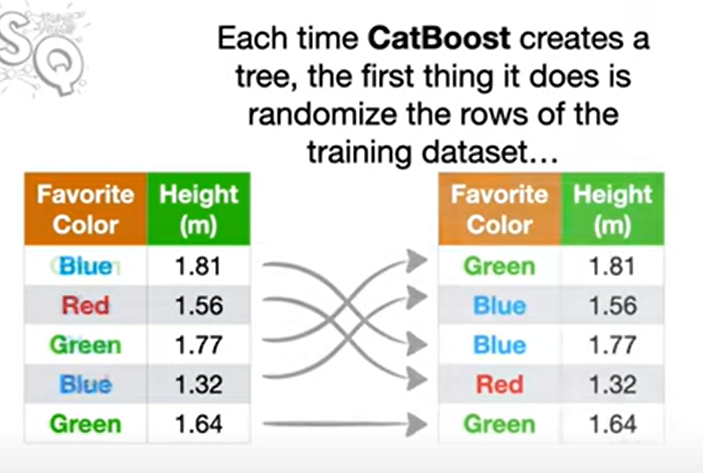 SQ
Each time CatBoost creates a
tree, the first thing it does is
randomize the rows of the
training dataset…
Favorite Color Height (m)
Blue 1.81
Red 1.56
Green 1.77
Blue 1.32
Green 1.64
Favorite Color Height (m)
Green 1.81
Blue 1.56
Blue 1.77
Red 1.32
Green 1.64